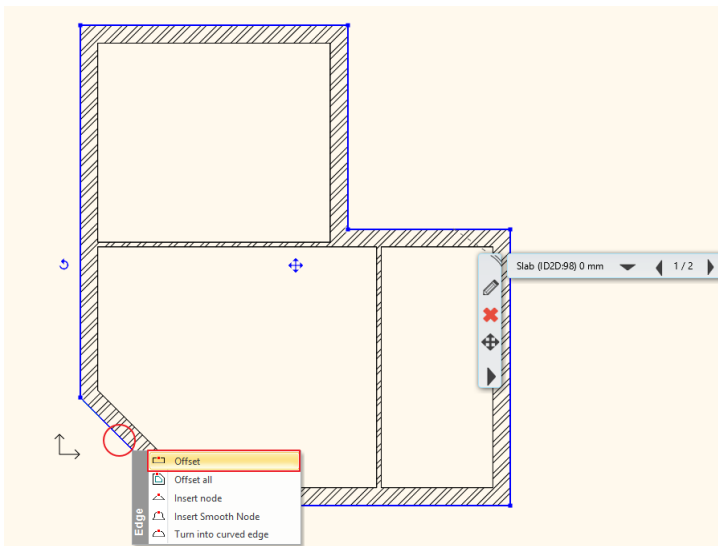 Slab (ID2D:98) 0 mm 1 / 2
Edge
Offset
Offset all
Insert node
Insert Smooth Node
Turn into curved edge